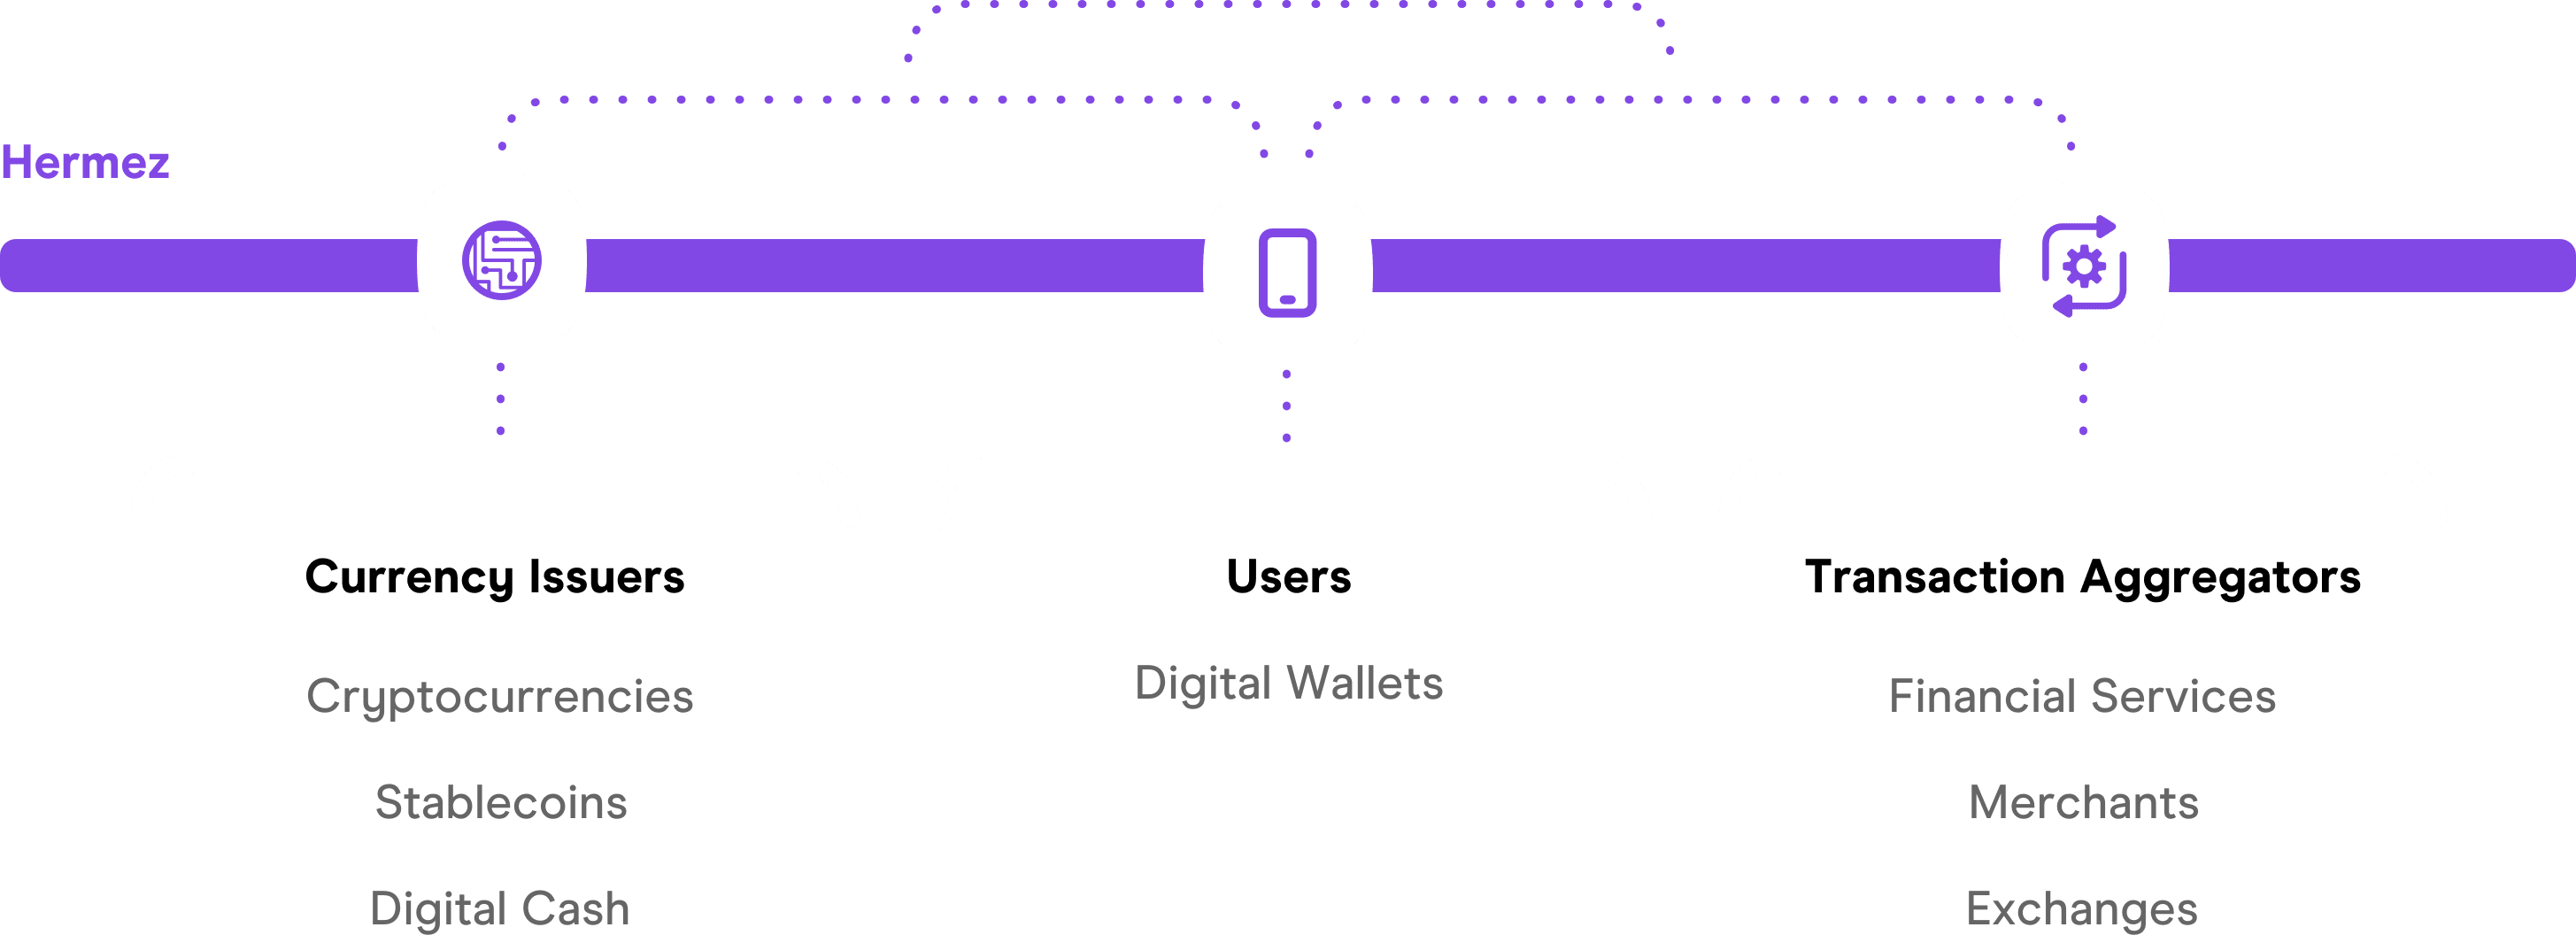 Hermez
Currency Issuers
Cryptocurrencies
Stablecoins
Digital Cash
Users
Digital Wallets
Transaction Aggregators
Financial Services
Merchants
Exchanges